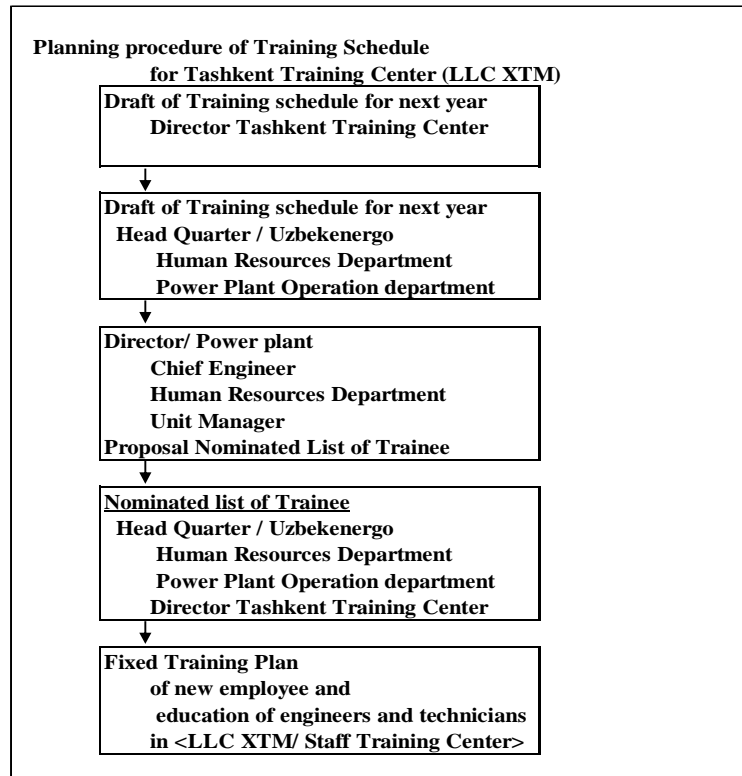 Planning procedure of Training Schedule
for Tashkent Training Center (LLC XTM)
Draft of Training schedule for next year
Director Tashkent Training Center
Draft of Training schedule for next year
Head Quarter / Uzbekenergo
Human Resources Department
Power Plant Operation department
Director/ Power plant
Chief Engineer
Human Resources Department
Unit Manager
Proposal Nominated List of Trainee
Nominated list of Trainee
Head Quarter / Uzbekenergo
Human Resources Department
Power Plant Operation department
Director Tashkent Training Center
Fixed Training Plan
of new employee and
education of engineers and technicians
in <LLC XTM/ Staff Training Center>